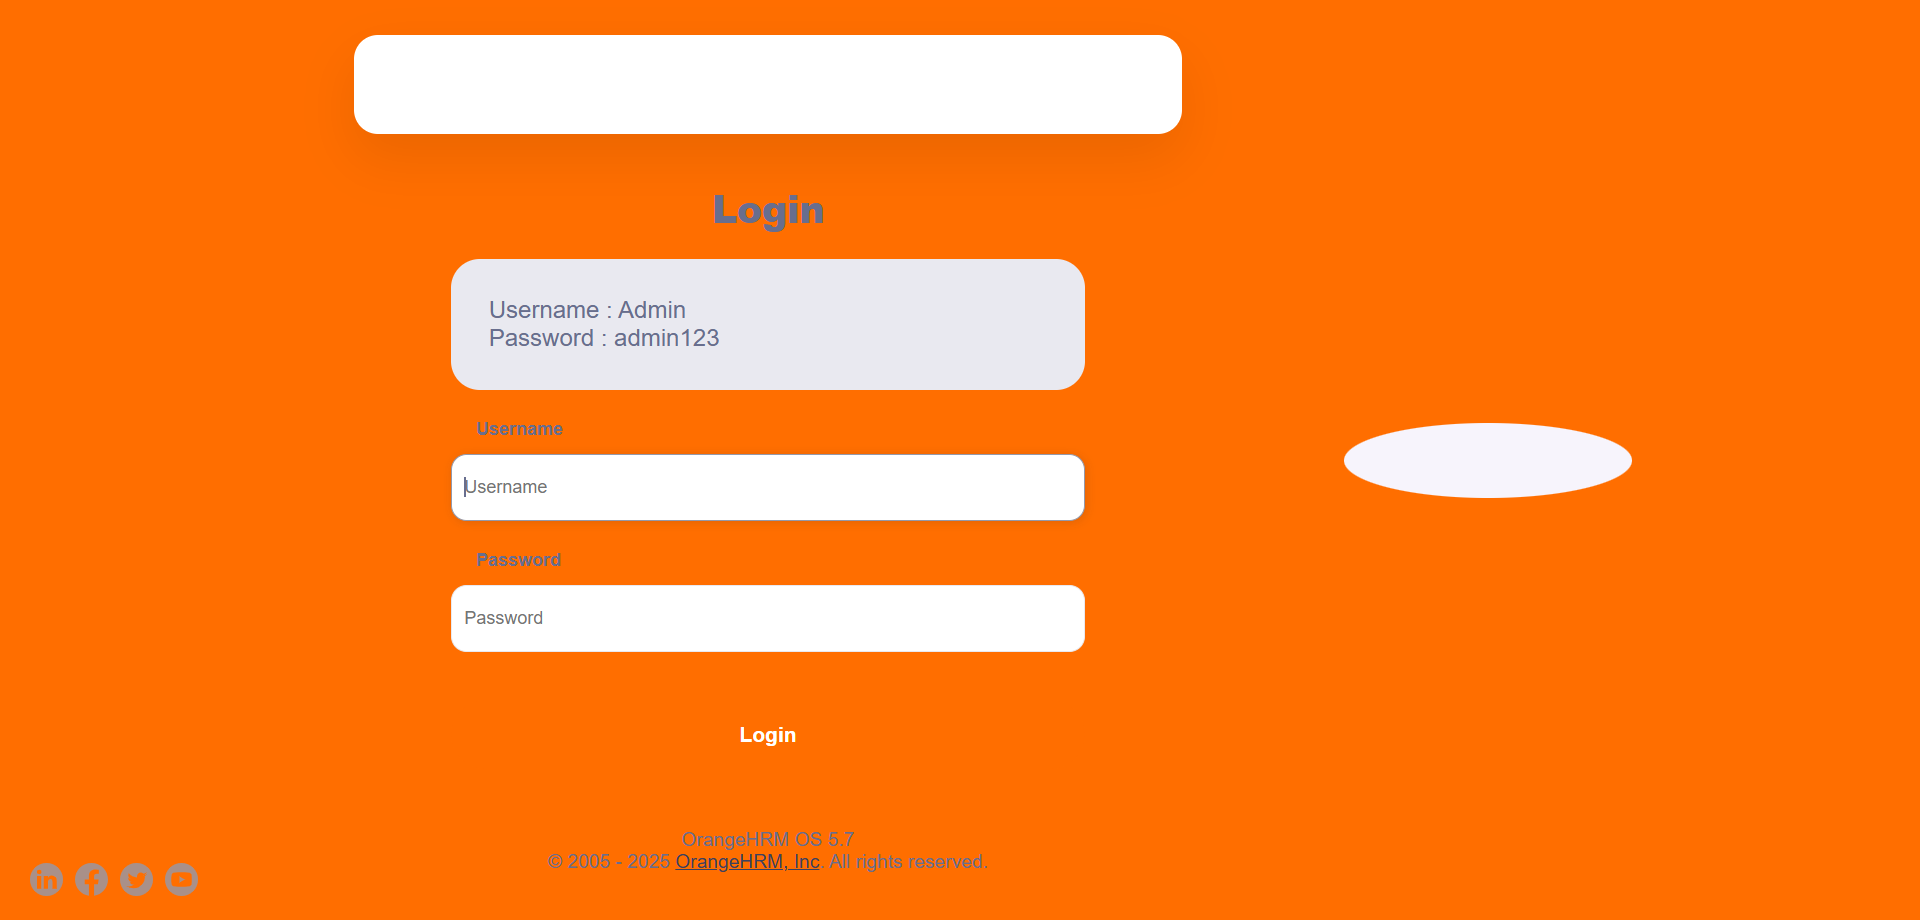 Login
Username : Admin
Password : admin123
Username
Username
Password
Password
Login
OrangeHRM OS 5.7
© 2005 - 2025 OrangeHRM, Inc. All rights reserved.